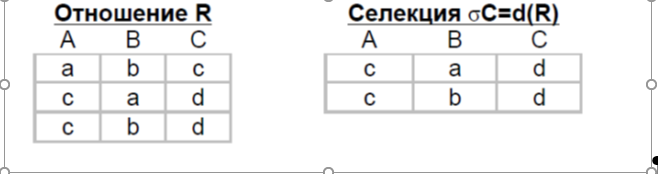 Отношение R
A B C
a b c
c a d
c b d
Селекция σC=d(R)
A B C
c a d
c b d